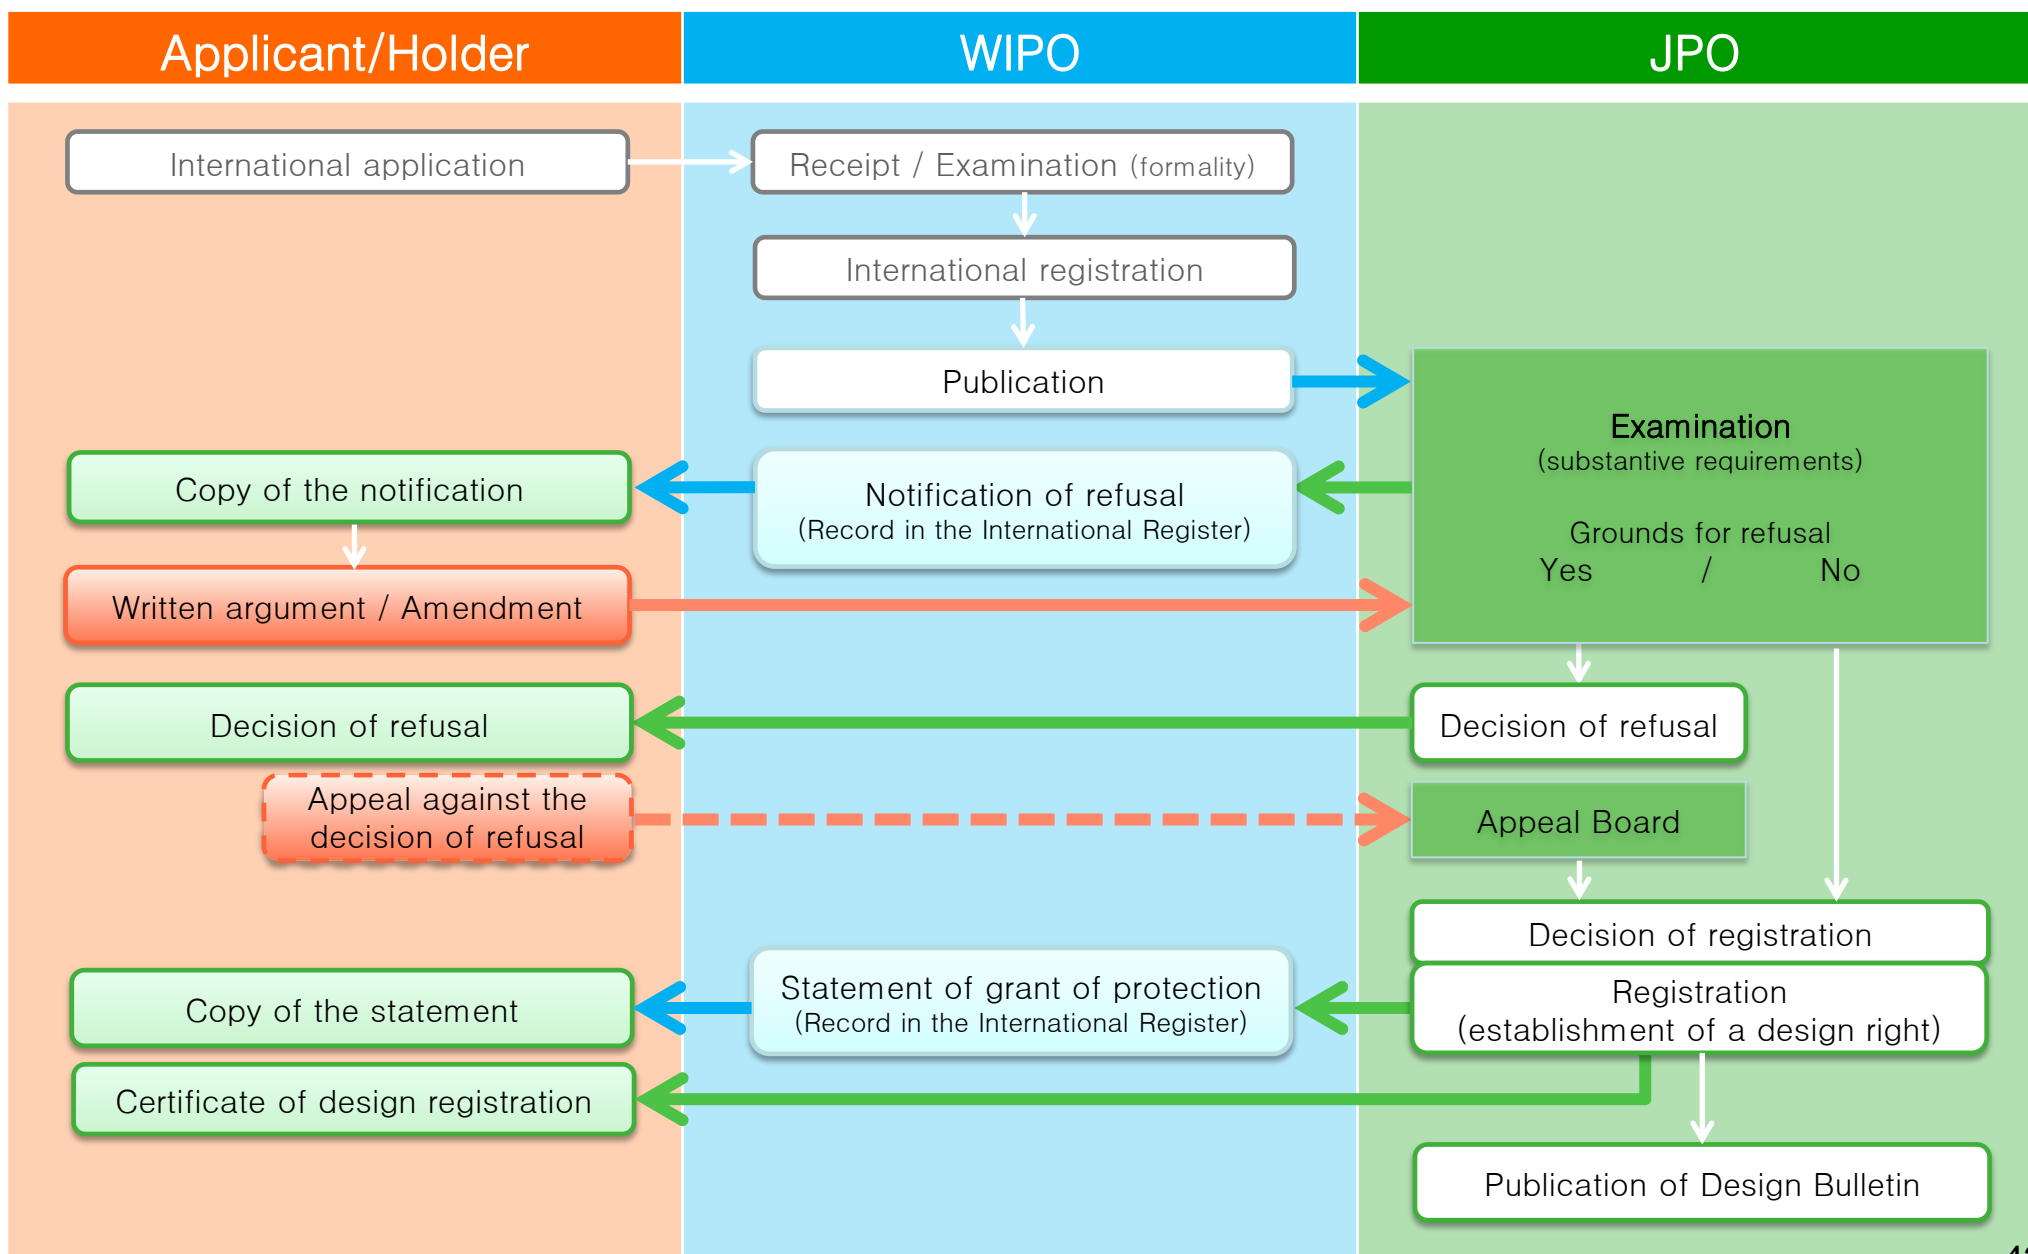 Applicant/Holder
WIPO
JPO
International application
Receipt / Examination (formality)
International registration
Publication
Examination
(substantive requirements)
Grounds for refusal
Yes / No
Copy of the notification
Notification of refusal
(Record in the International Register)
Written argument / Amendment
Decision of refusal
Decision of refusal
Appeal against the
decision of refusal
Appeal Board
Decision of registration
Copy of the statement
Statement of grant of protection
(Record in the International Register)
Registration
(establishment of a design right)
Certificate of design registration
Publication of Design Bulletin